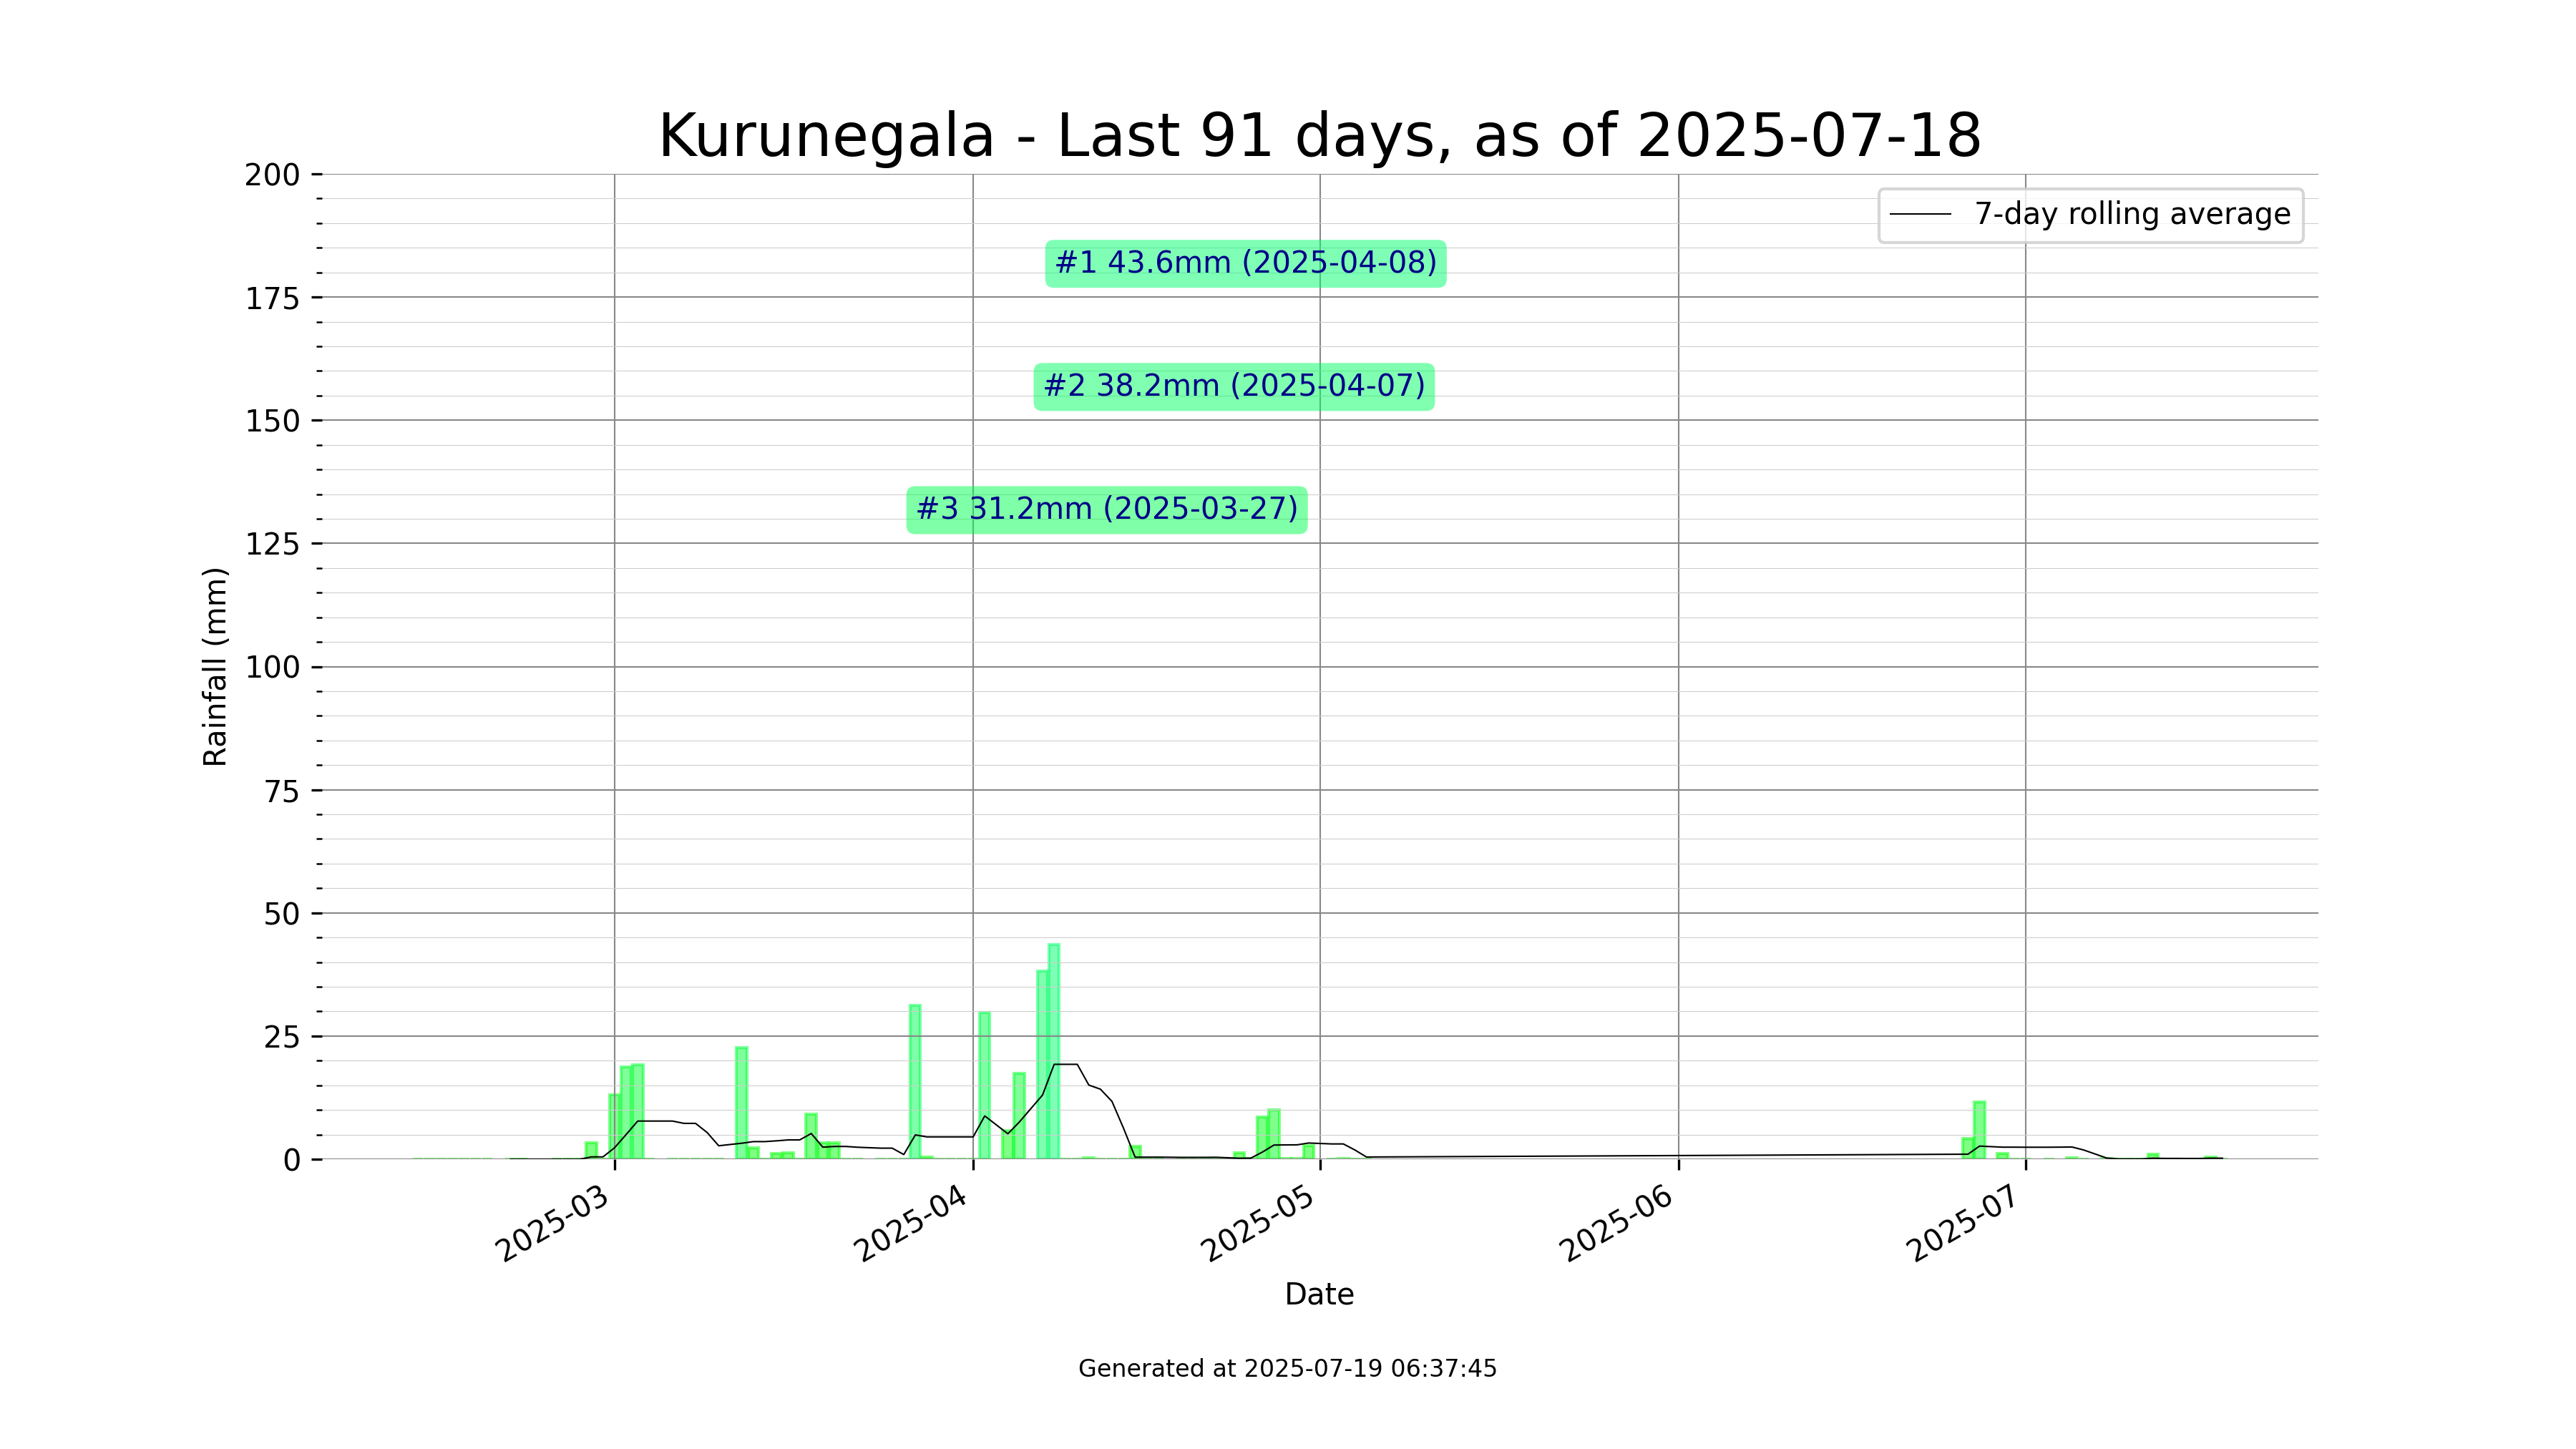 Kurunegala - Last 91 days, as of 2025-07-18
200
175
150
125
100
75
50
25
0
Rainfall (mm)
7-day rolling average
#1 43.6mm (2025-04-08)
#2 38.2mm (2025-04-07)
#3 31.2mm (2025-03-27)
2025-03
2025-04
2025-05
2025-06
2025-07
Date
Generated at 2025-07-19 06:37:45